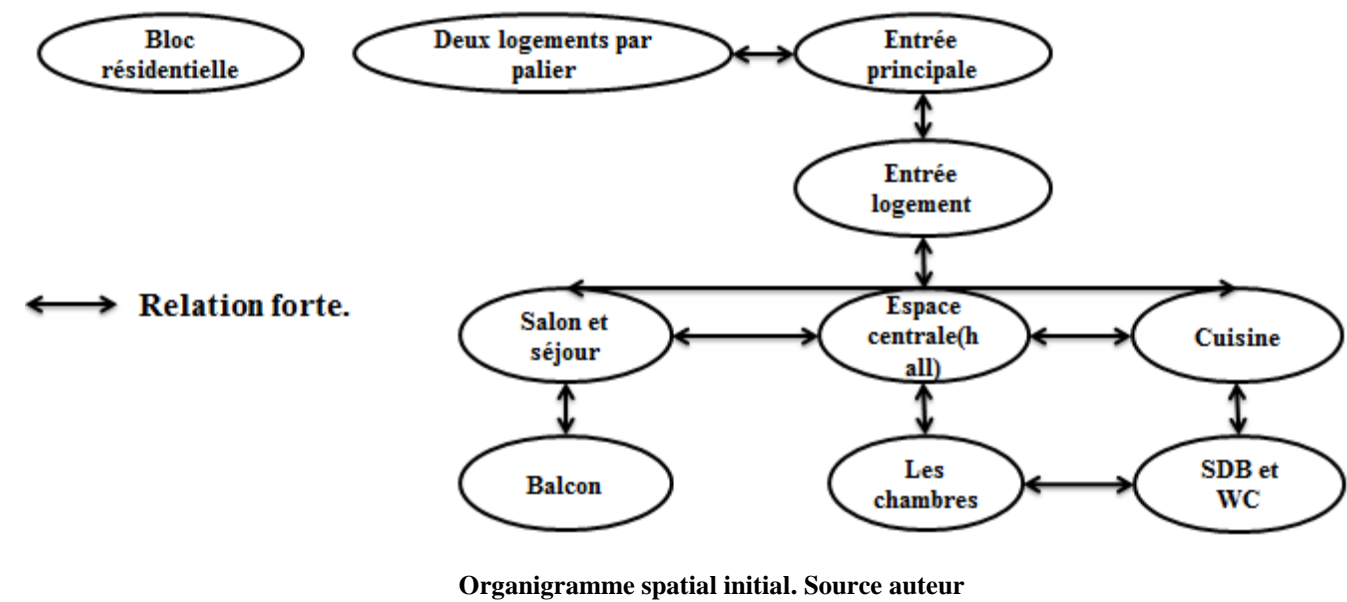 Bloc
résidentielle
Deux logements par
palier
Entrée
principale
Entrée
logement
Relation forte.
Salon et
séjour
Espace
centrale(h
all)
Cuisine
Balcon
Les
chambres
SDB et
WC
Organigramme spatial initial. Source auteur